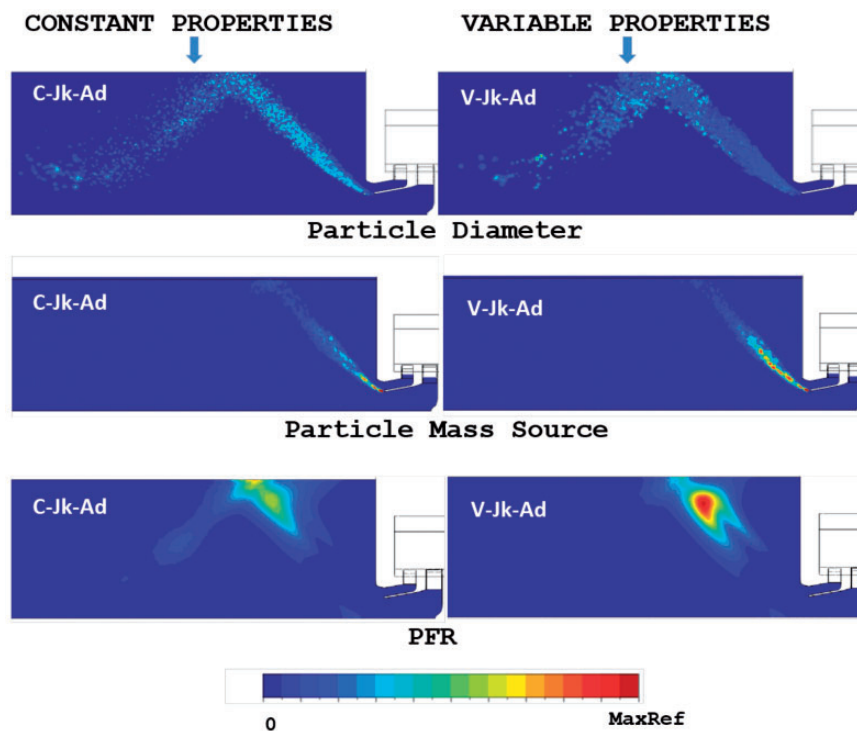 CONSTANT PROPERTIES
VARIABLE PROPERTIES
C-Jk-Ad
V-Jk-Ad
Particle Diameter
C-Jk-Ad
V-Jk-Ad
Particle Mass Source
C-Jk-Ad
V-Jk-Ad
PFR
0
MaxRef